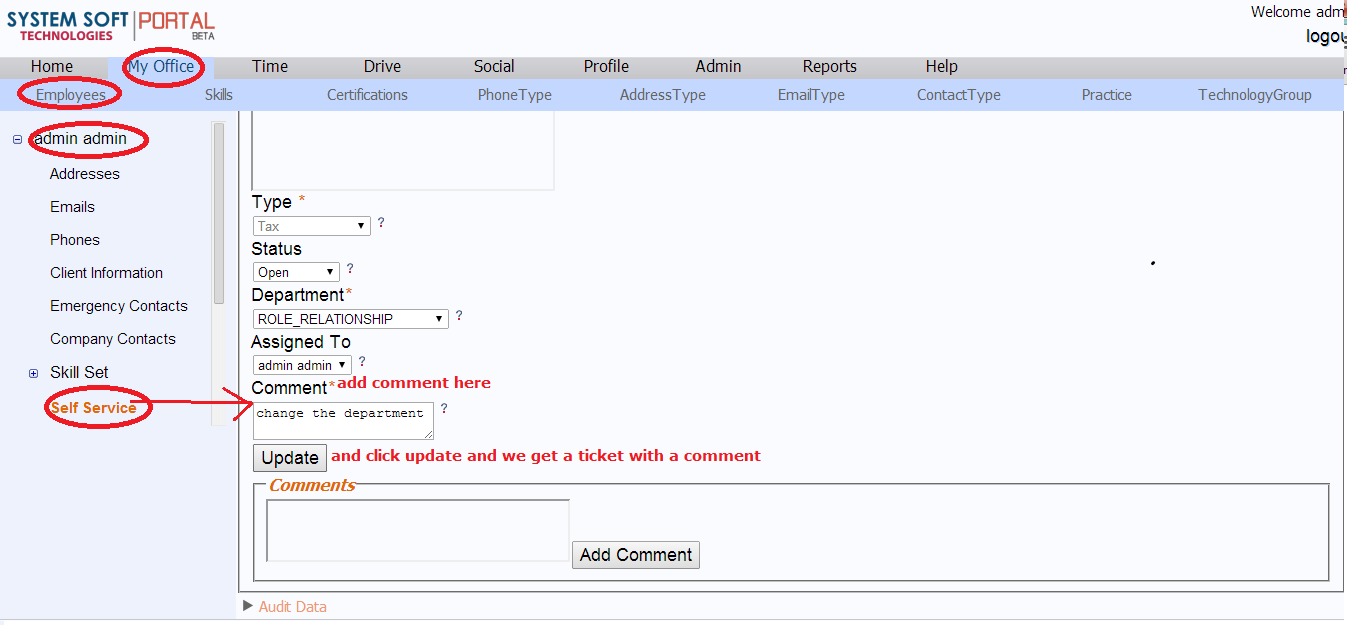 SYSTEM SOFT PORTAL
TECHNOLOGIES BETA
Welcome adm
logou
Home My Office Time Drive Social Profile Admin Reports Help
Employees Skills Certifications PhoneType AddressType EmailType ContactType Practice TechnologyGroup
admin admin
Addresses
Emails
Phones
Client Information
Emergency Contacts
Company Contacts
Skill Set
Self Service
Type *
Tax ?
Status
Open ?
Department*
ROLE_RELATIONSHIP ?
Assigned To
admin admin ?
Comment* add comment here
change the department ?
Update and click update and we get a ticket with a comment
Comments
Add Comment
Audit Data